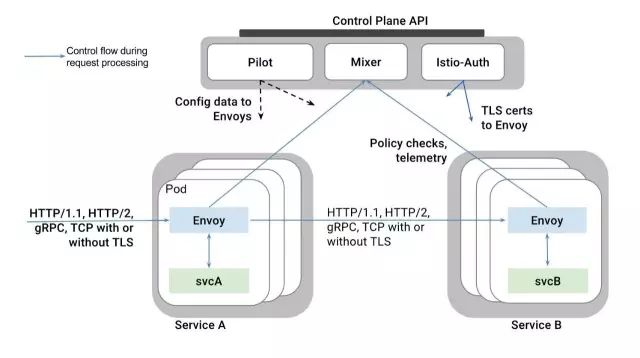 Control Plane API
Control flow during
request processing
Pilot
Mixer
Istio-Auth
Config data to
Envoys
TLS certs
to Envoy
Policy checks,
telemetry
Pod
HTTP/1.1, HTTP/2,
gRPC, TCP with or
without TLS
Envoy
HTTP/1.1, HTTP/2,
gRPC, TCP with or
without TLS
Envoy
svcA
svcB
Service A
Service B